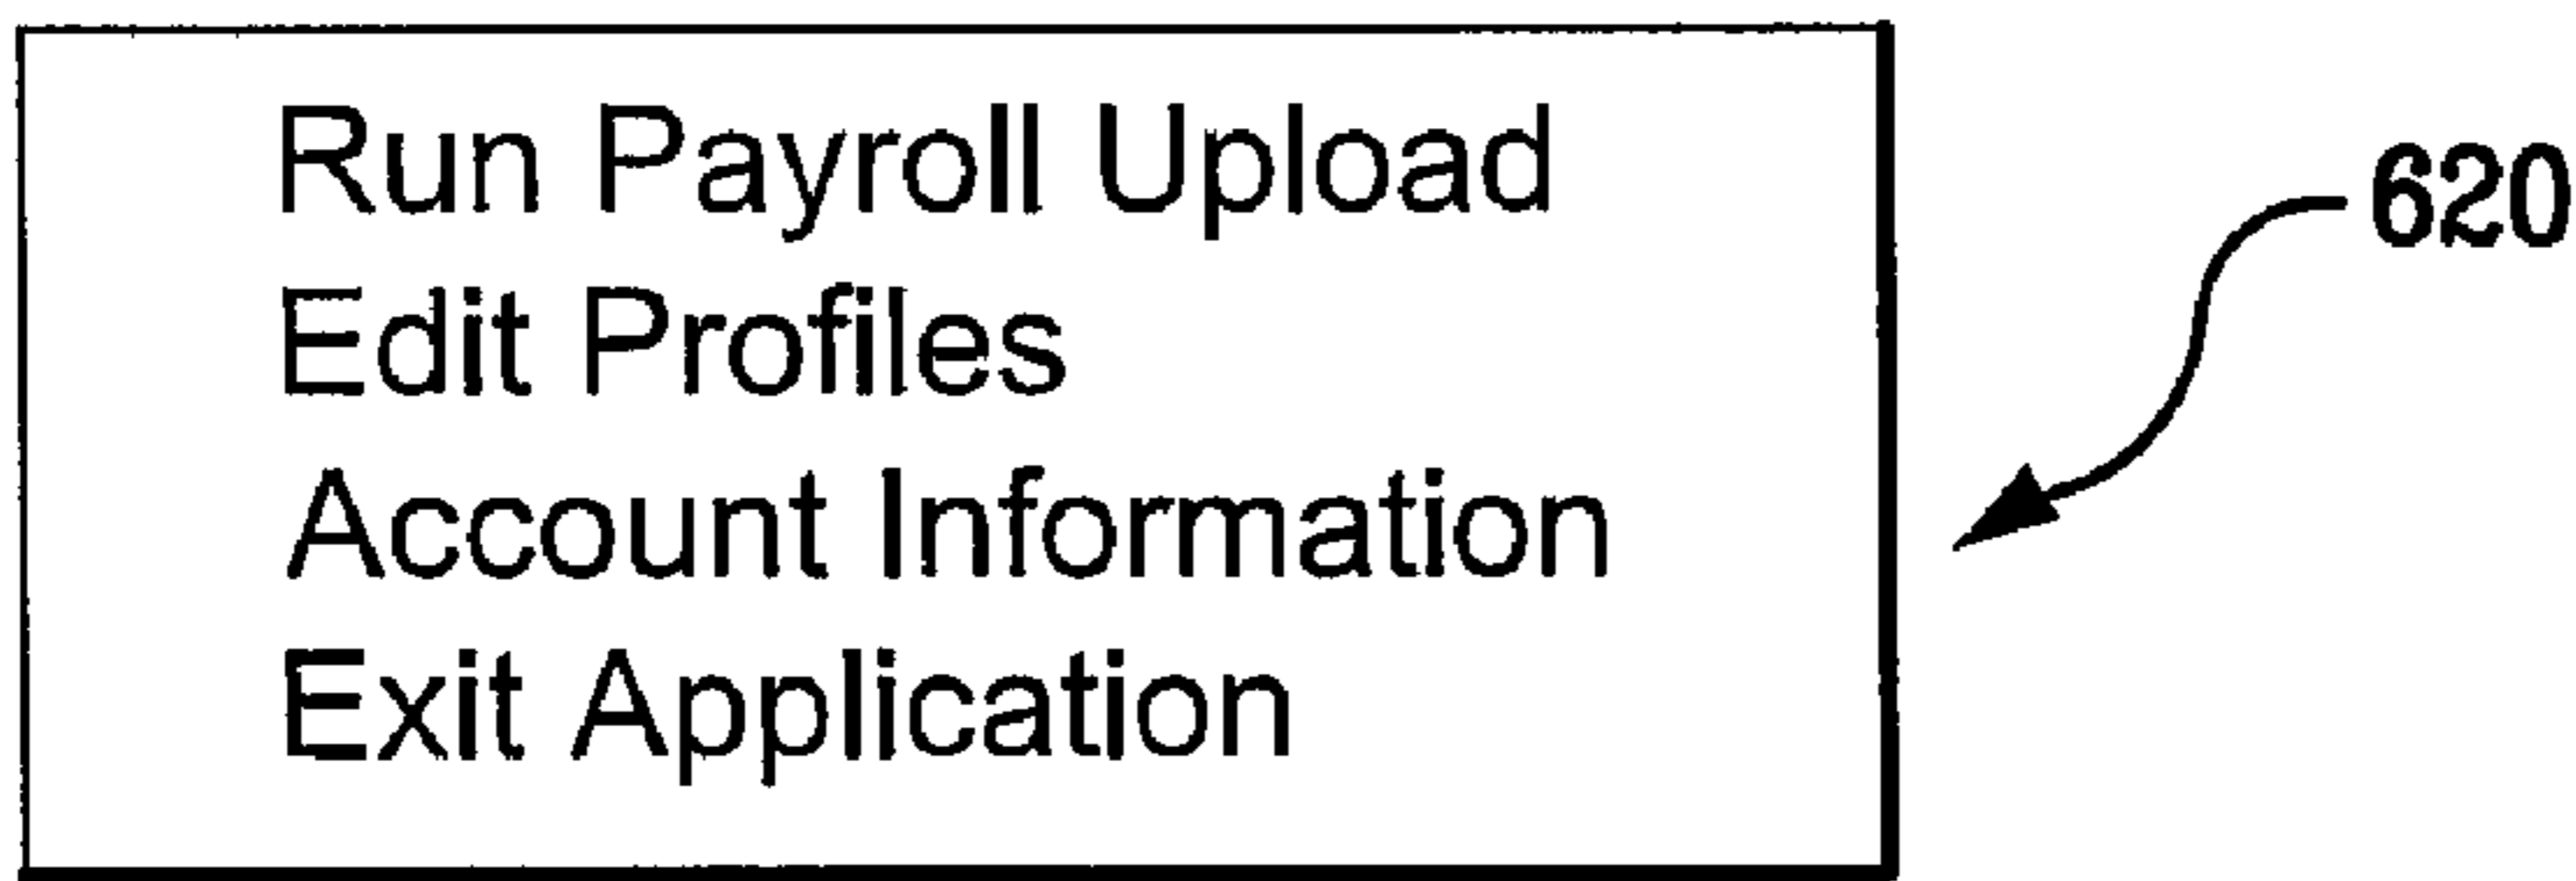 Run Payroll Upload
Edit Profiles
Account Information
Exit Application
620